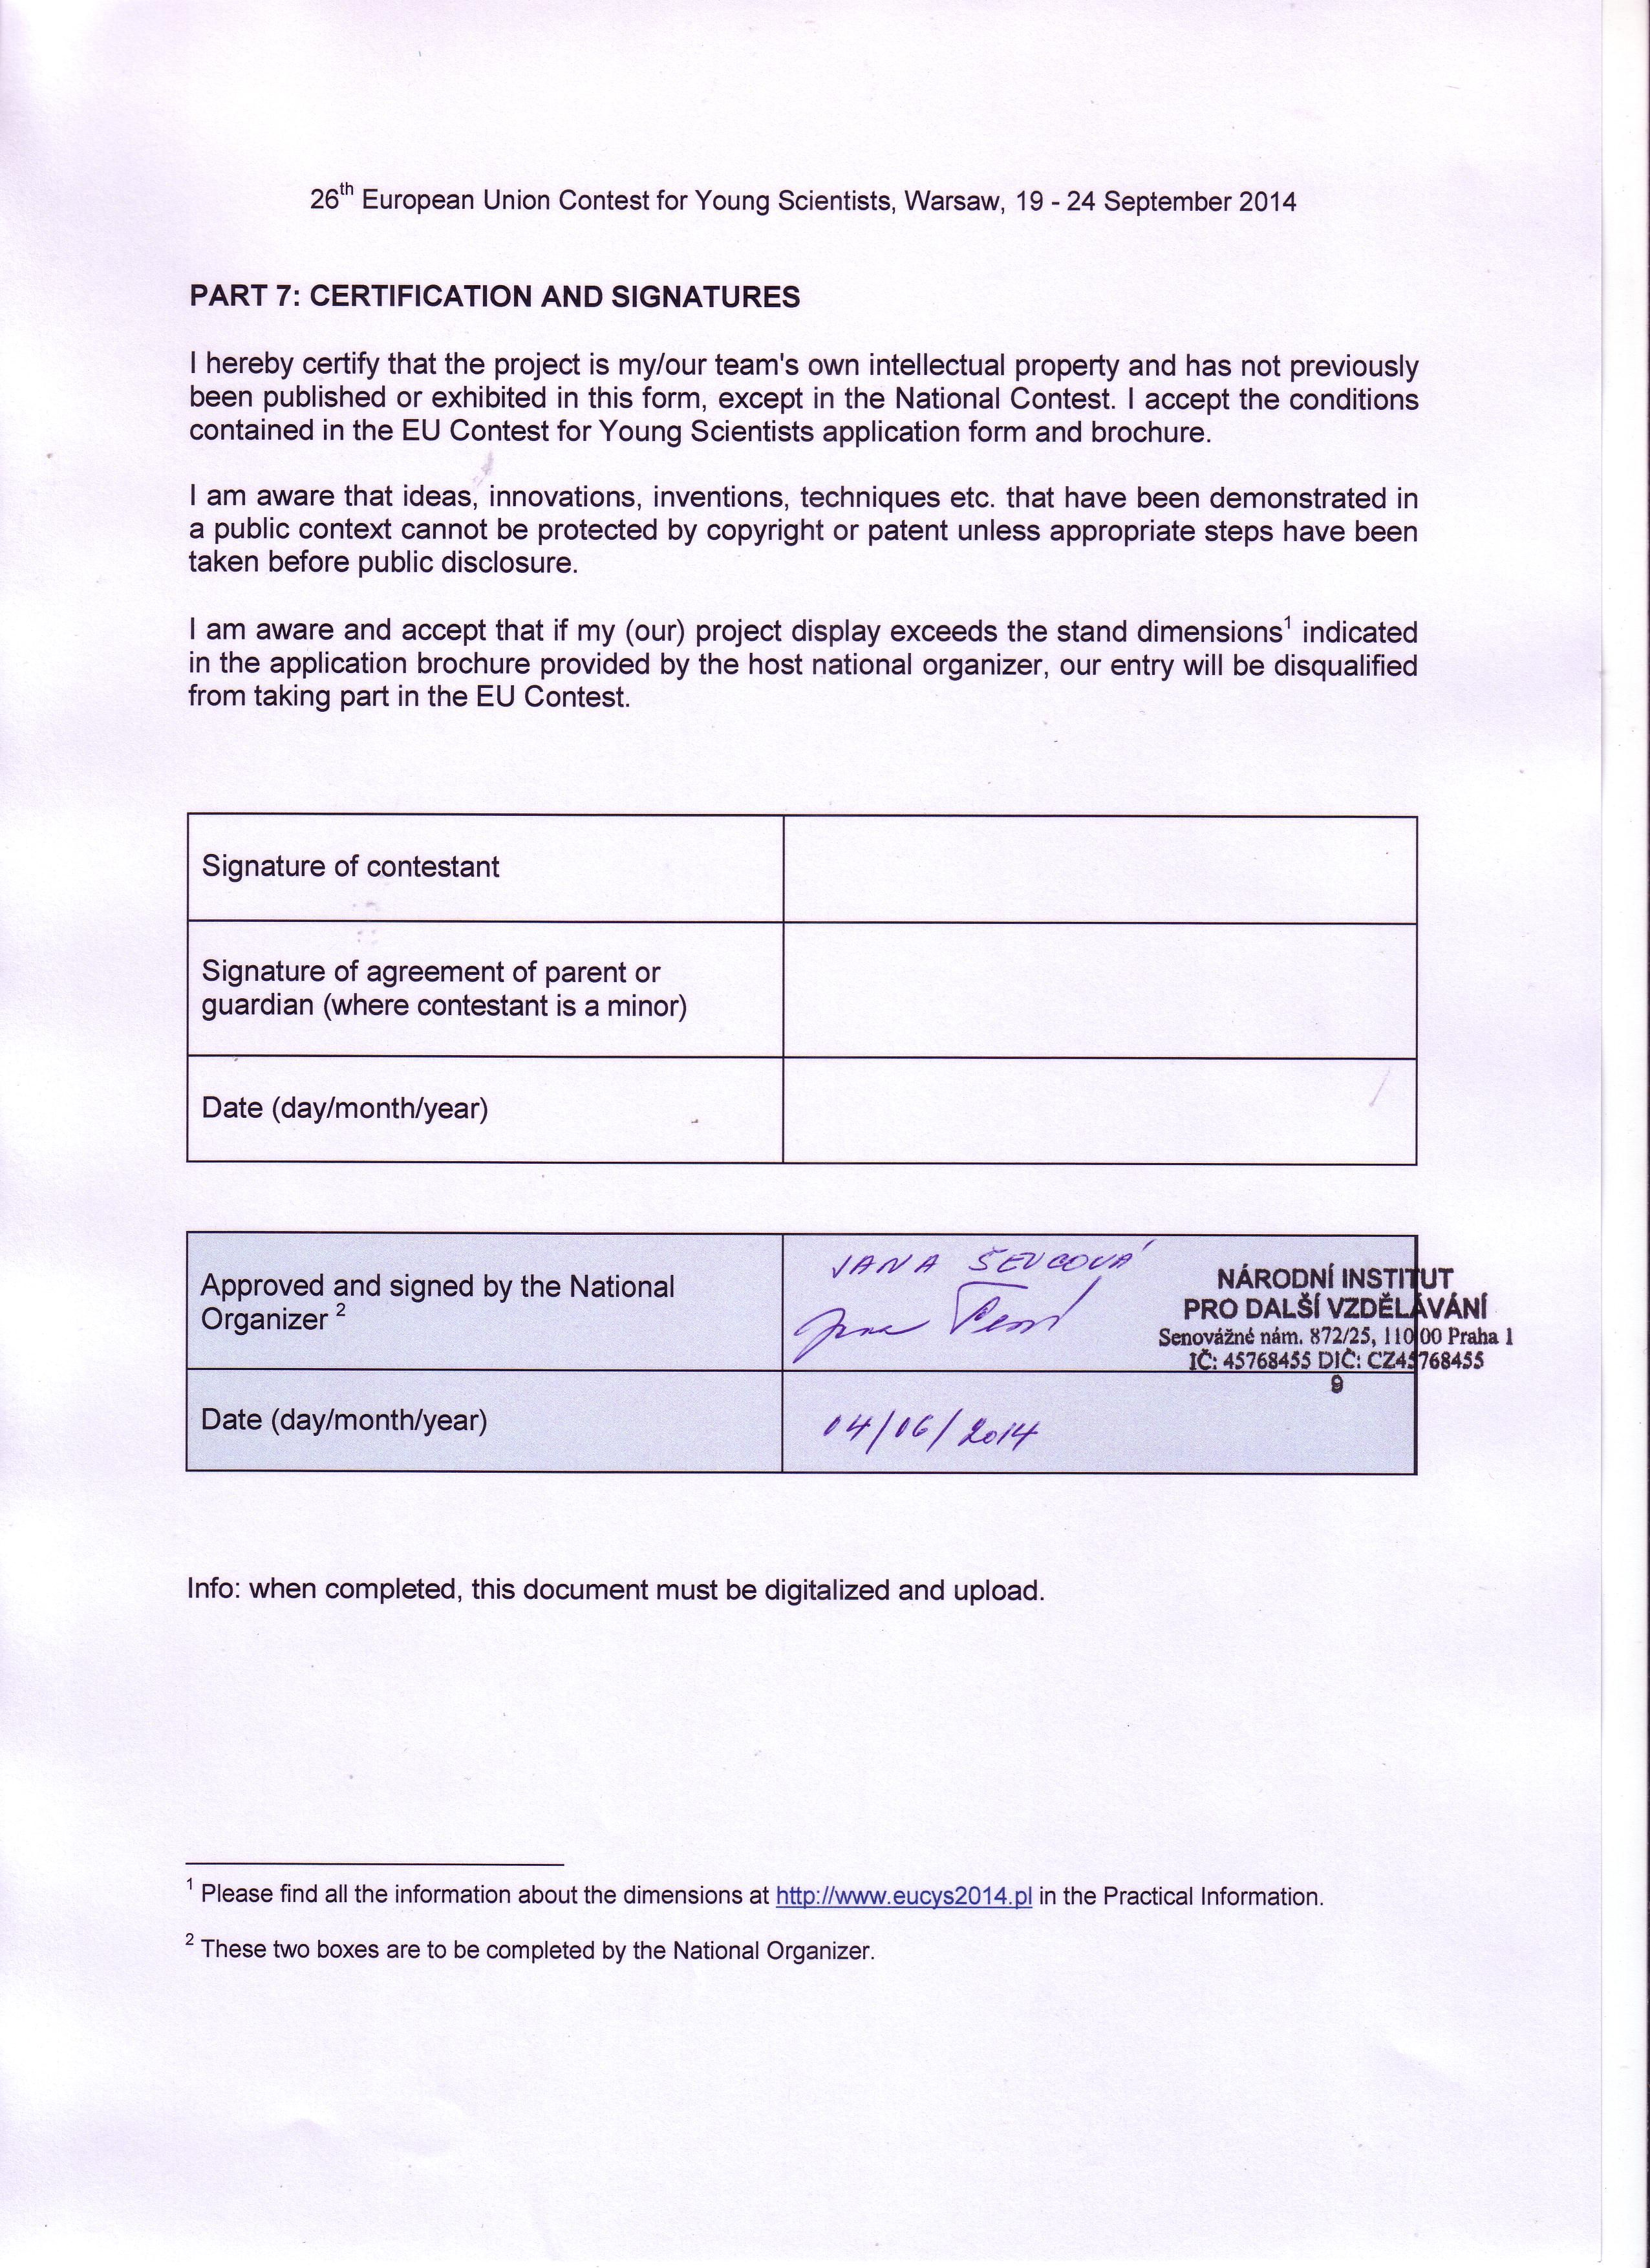 26th European Union Contest for Young Scientists, Warsaw, 19 - 24 September 2014
PART 7: CERTIFICATION AND SIGNATURES
I hereby certify that the project is my/our team's own intellectual property and has not previously
been published or exhibited in this form, except in the National Contest. I accept the conditions
contained in the EU Contest for Young Scientists application form and brochure.
I am aware that ideas, innovations, inventions, techniques etc. that have been demonstrated in
a public context cannot be protected by copyright or patent unless appropriate steps have been
taken before public disclosure.
I am aware and accept that if my (our) project display exceeds the stand dimensions1 indicated
in the application brochure provided by the host national organizer, our entry will be disqualified
from taking part in the EU Contest.
Signature of contestant
Signature of agreement of parent or
guardian (where contestant is a minor)
Date (day/month/year)
Approved and signed by the National
Organizer 2
JANA ŠEVCOVÁ
NÁRODNÍ INSTITUT
PRO DALŠÍ VZDĚLÁVÁNÍ
Senovážné nám. 872/25, 110 00 Praha 1
IČ: 45768455 DIČ: CZ45768455
9
Date (day/month/year)
04/06/2014
Info: when completed, this document must be digitalized and upload.
1 Please find all the information about the dimensions at http://www.eucys2014.pl in the Practical Information.
2 These two boxes are to be completed by the National Organizer.